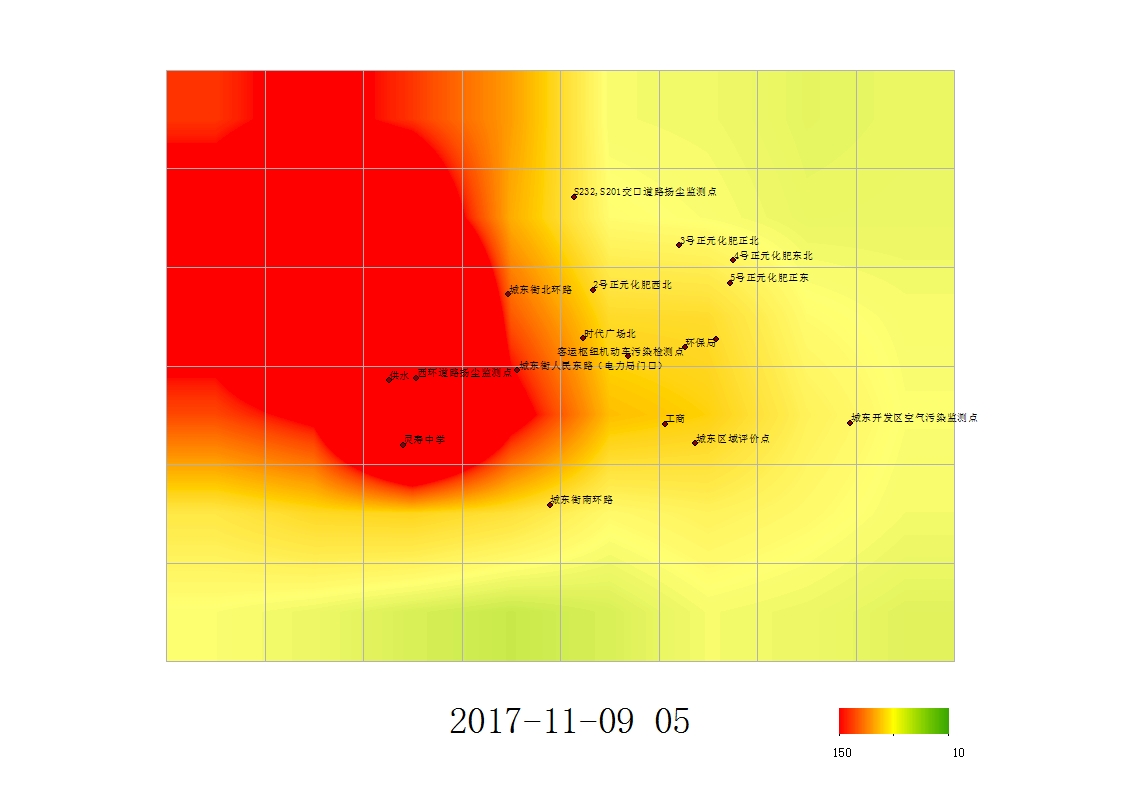 S232,S201交口道路扬尘监测点
3号正元化肥正北
4号正元化肥东北
5号正元化肥正东
2号正元化肥西北
城东街北环路
时代广场北
环保局
客运枢纽机动车污染检测点
城东街人民东路（电力局门口）
西环道路扬尘监测点
供水
工商
城东开发区空气污染监测点
城东区域评价点
灵寿中学
城东街南环路
2017-11-09 05
150
10